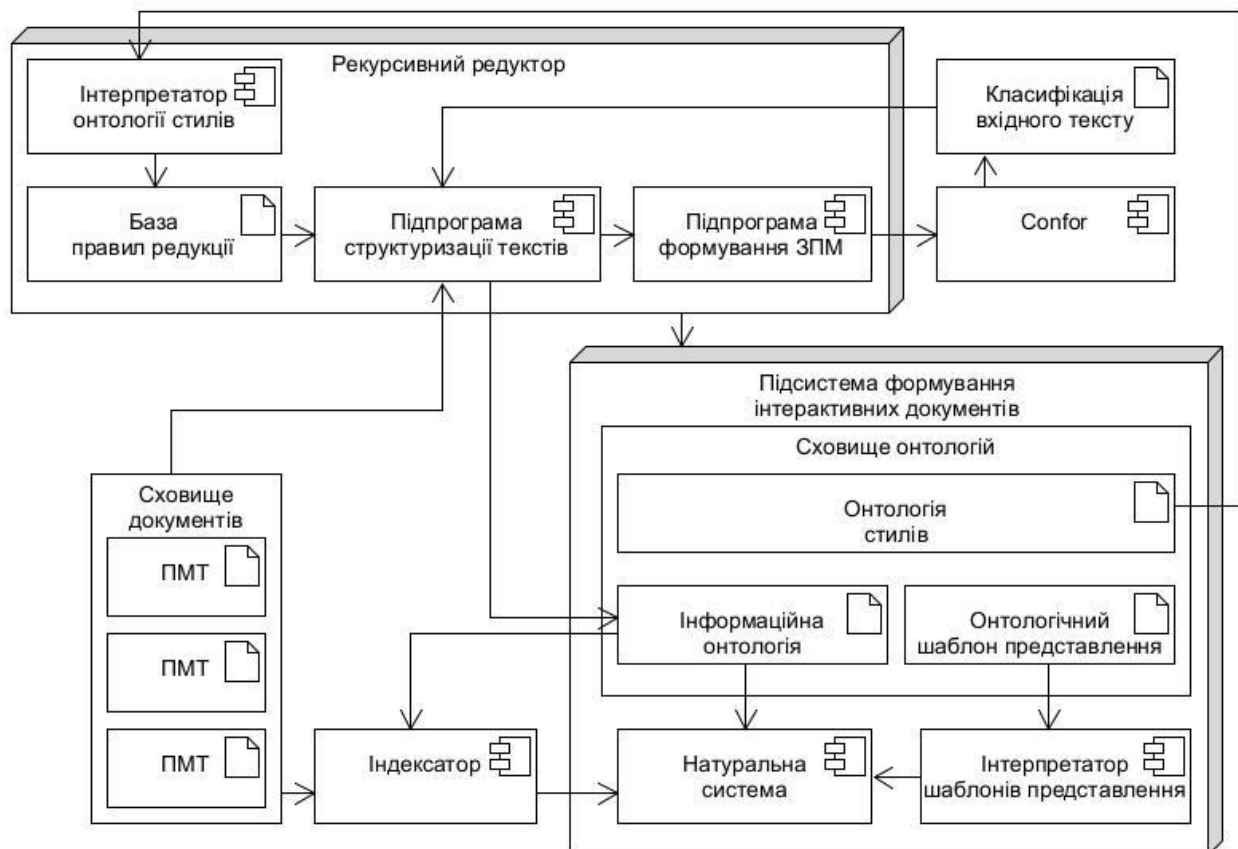 Рекурсивний редуктор
Інтерпретатор
онтології стилів
Класифікація
вхідного тексту
База
правил редукції
Підпрограма
структуризації текстів
Підпрограма
формування ЗПМ
Confor
Підсистема формування
інтерактивних документів
Сховище онтологій
Онтологія
стилів
Сховище
документів
ПМТ
ПМТ
ПМТ
Інформаційна
онтологія
Онтологічний
шаблон представлення
Індексатор
Натуральна
система
Інтерпретатор
шаблонів представлення